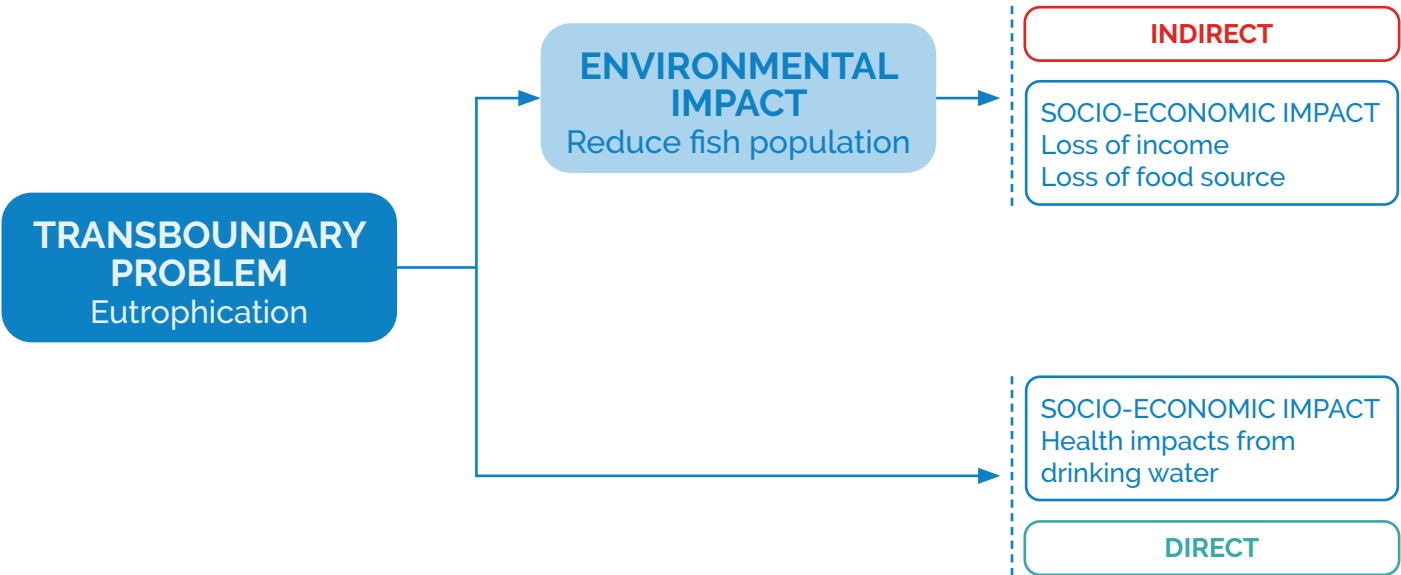 TRANSBOUNDARY
PROBLEM
Eutrophication
ENVIRONMENTAL
IMPACT
Reduce fish population
INDIRECT
SOCIO-ECONOMIC IMPACT
Loss of income
Loss of food source
SOCIO-ECONOMIC IMPACT
Health impacts from
drinking water
DIRECT